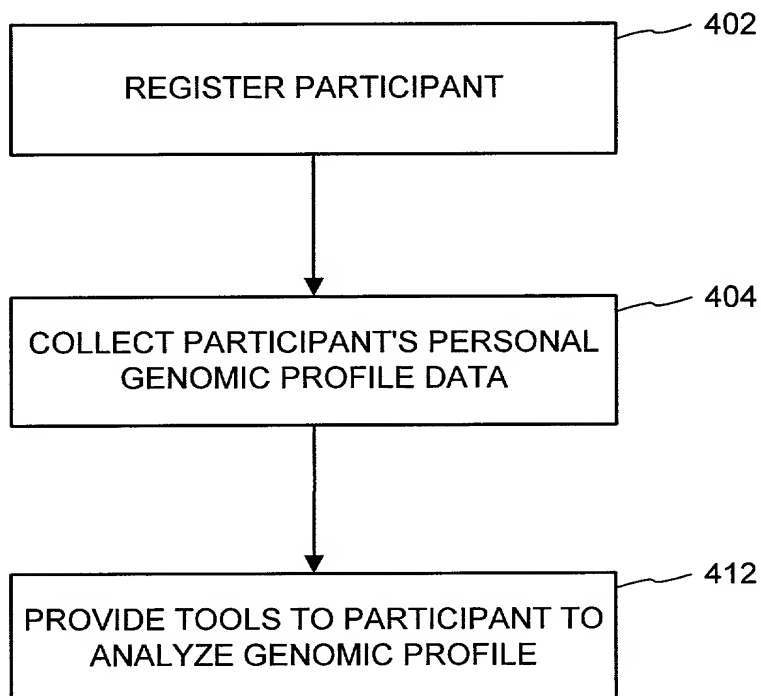 402
REGISTER PARTICIPANT
404
COLLECT PARTICIPANT'S PERSONAL
GENOMIC PROFILE DATA
412
PROVIDE TOOLS TO PARTICIPANT TO
ANALYZE GENOMIC PROFILE